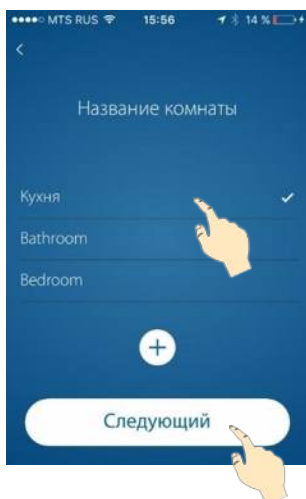 MTS RUS 15:56 14 %
Название комнаты
Кухня
Bathroom
Bedroom
Следующий